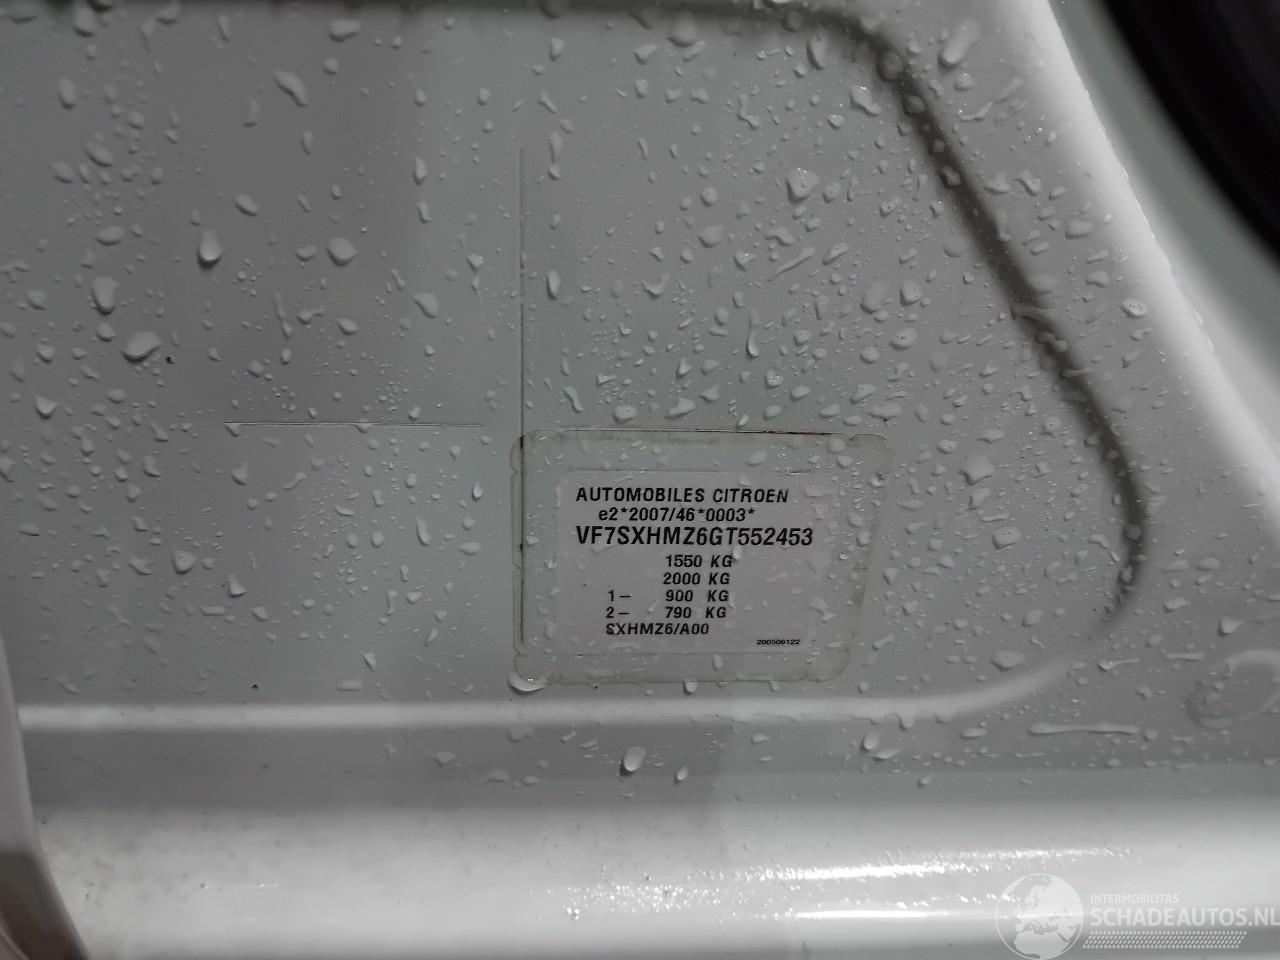 AUTOMOBILES CITROEN
e2*2007/46*0003*
VF7SXHMZ6GT552453
1550 KG
2000 KG
1- 900 KG
2- 790 KG
SXHMZ6/A00
200506122
INTERMOBILITAS
SCHADEAUTOS.NL